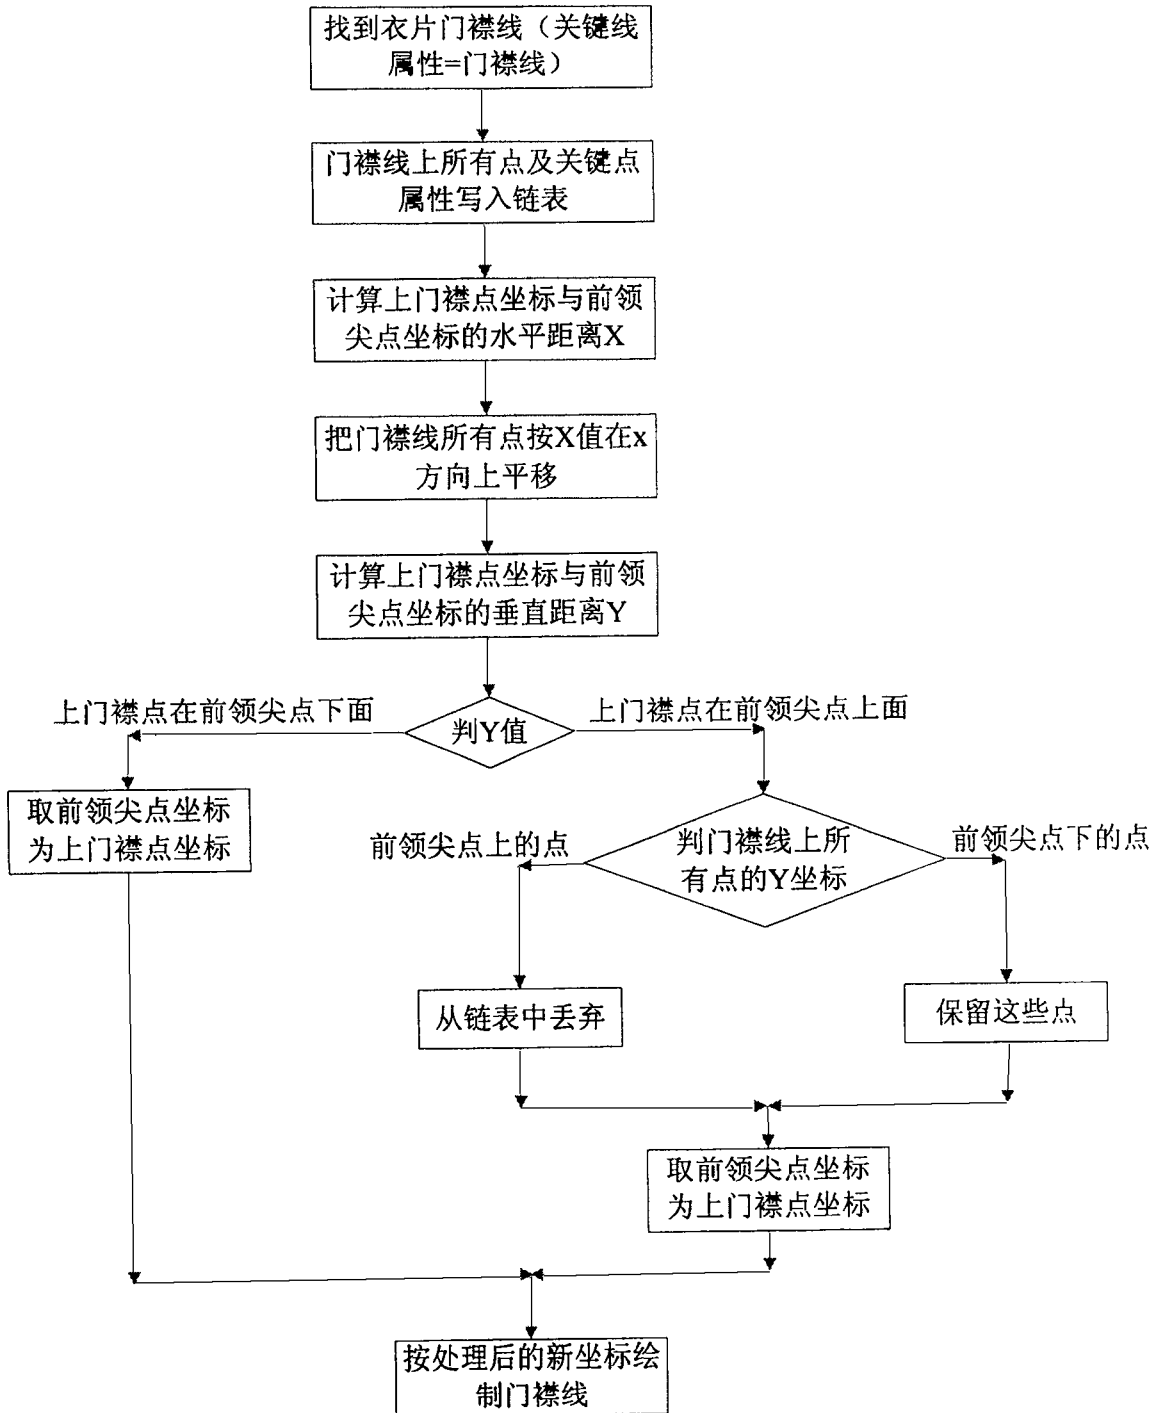 找到衣片门襟线（关键线
属性=门襟线）
门襟线上所有点及关键点
属性写入链表
计算上门襟点坐标与前领
尖点坐标的水平距离X
把门襟线所有点按X值在x
方向上平移
计算上门襟点坐标与前领
尖点坐标的垂直距离Y
上门襟点在前领尖点下面
判Y值
上门襟点在前领尖点上面
取前领尖点坐标
为上门襟点坐标
前领尖点上的点
判门襟线上所
有点的Y坐标
前领尖点下的点
从链表中丢弃
保留这些点
取前领尖点坐标
为上门襟点坐标
按处理后的新坐标绘
制门襟线